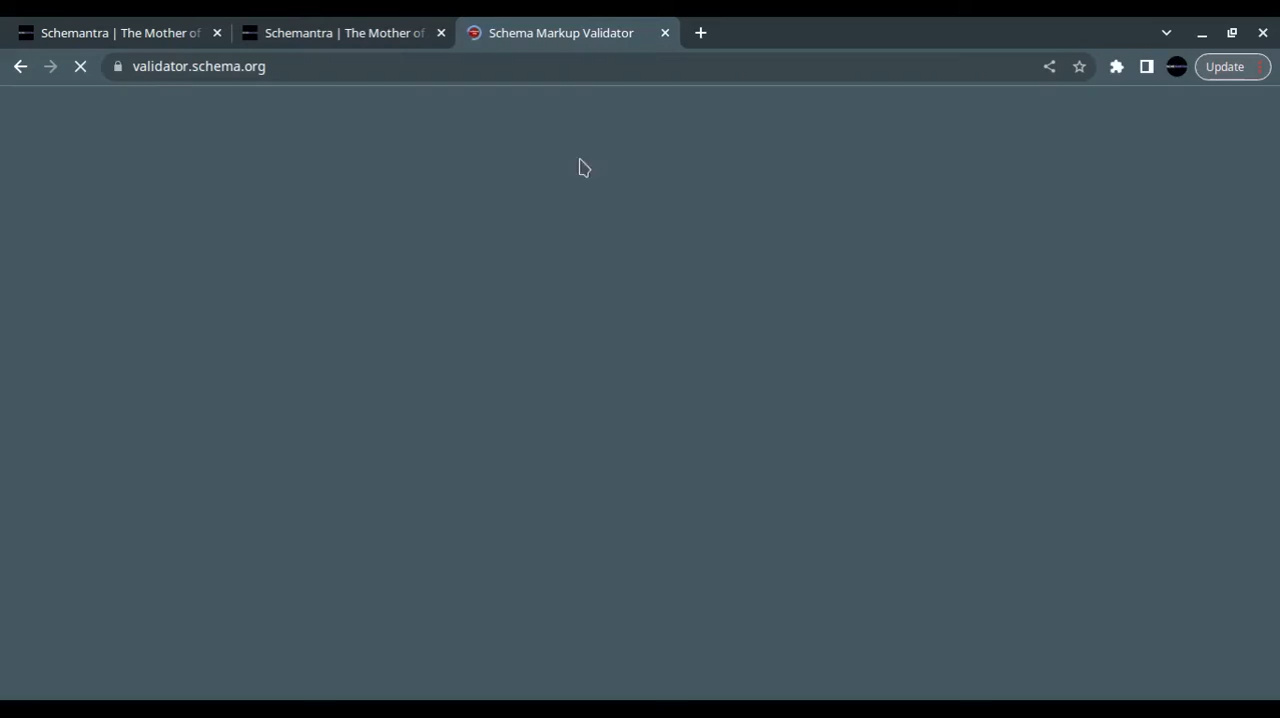 Schemantra | The Mother of
Schemantra | The Mother of
Schema Markup Validator
validator.schema.org
Update